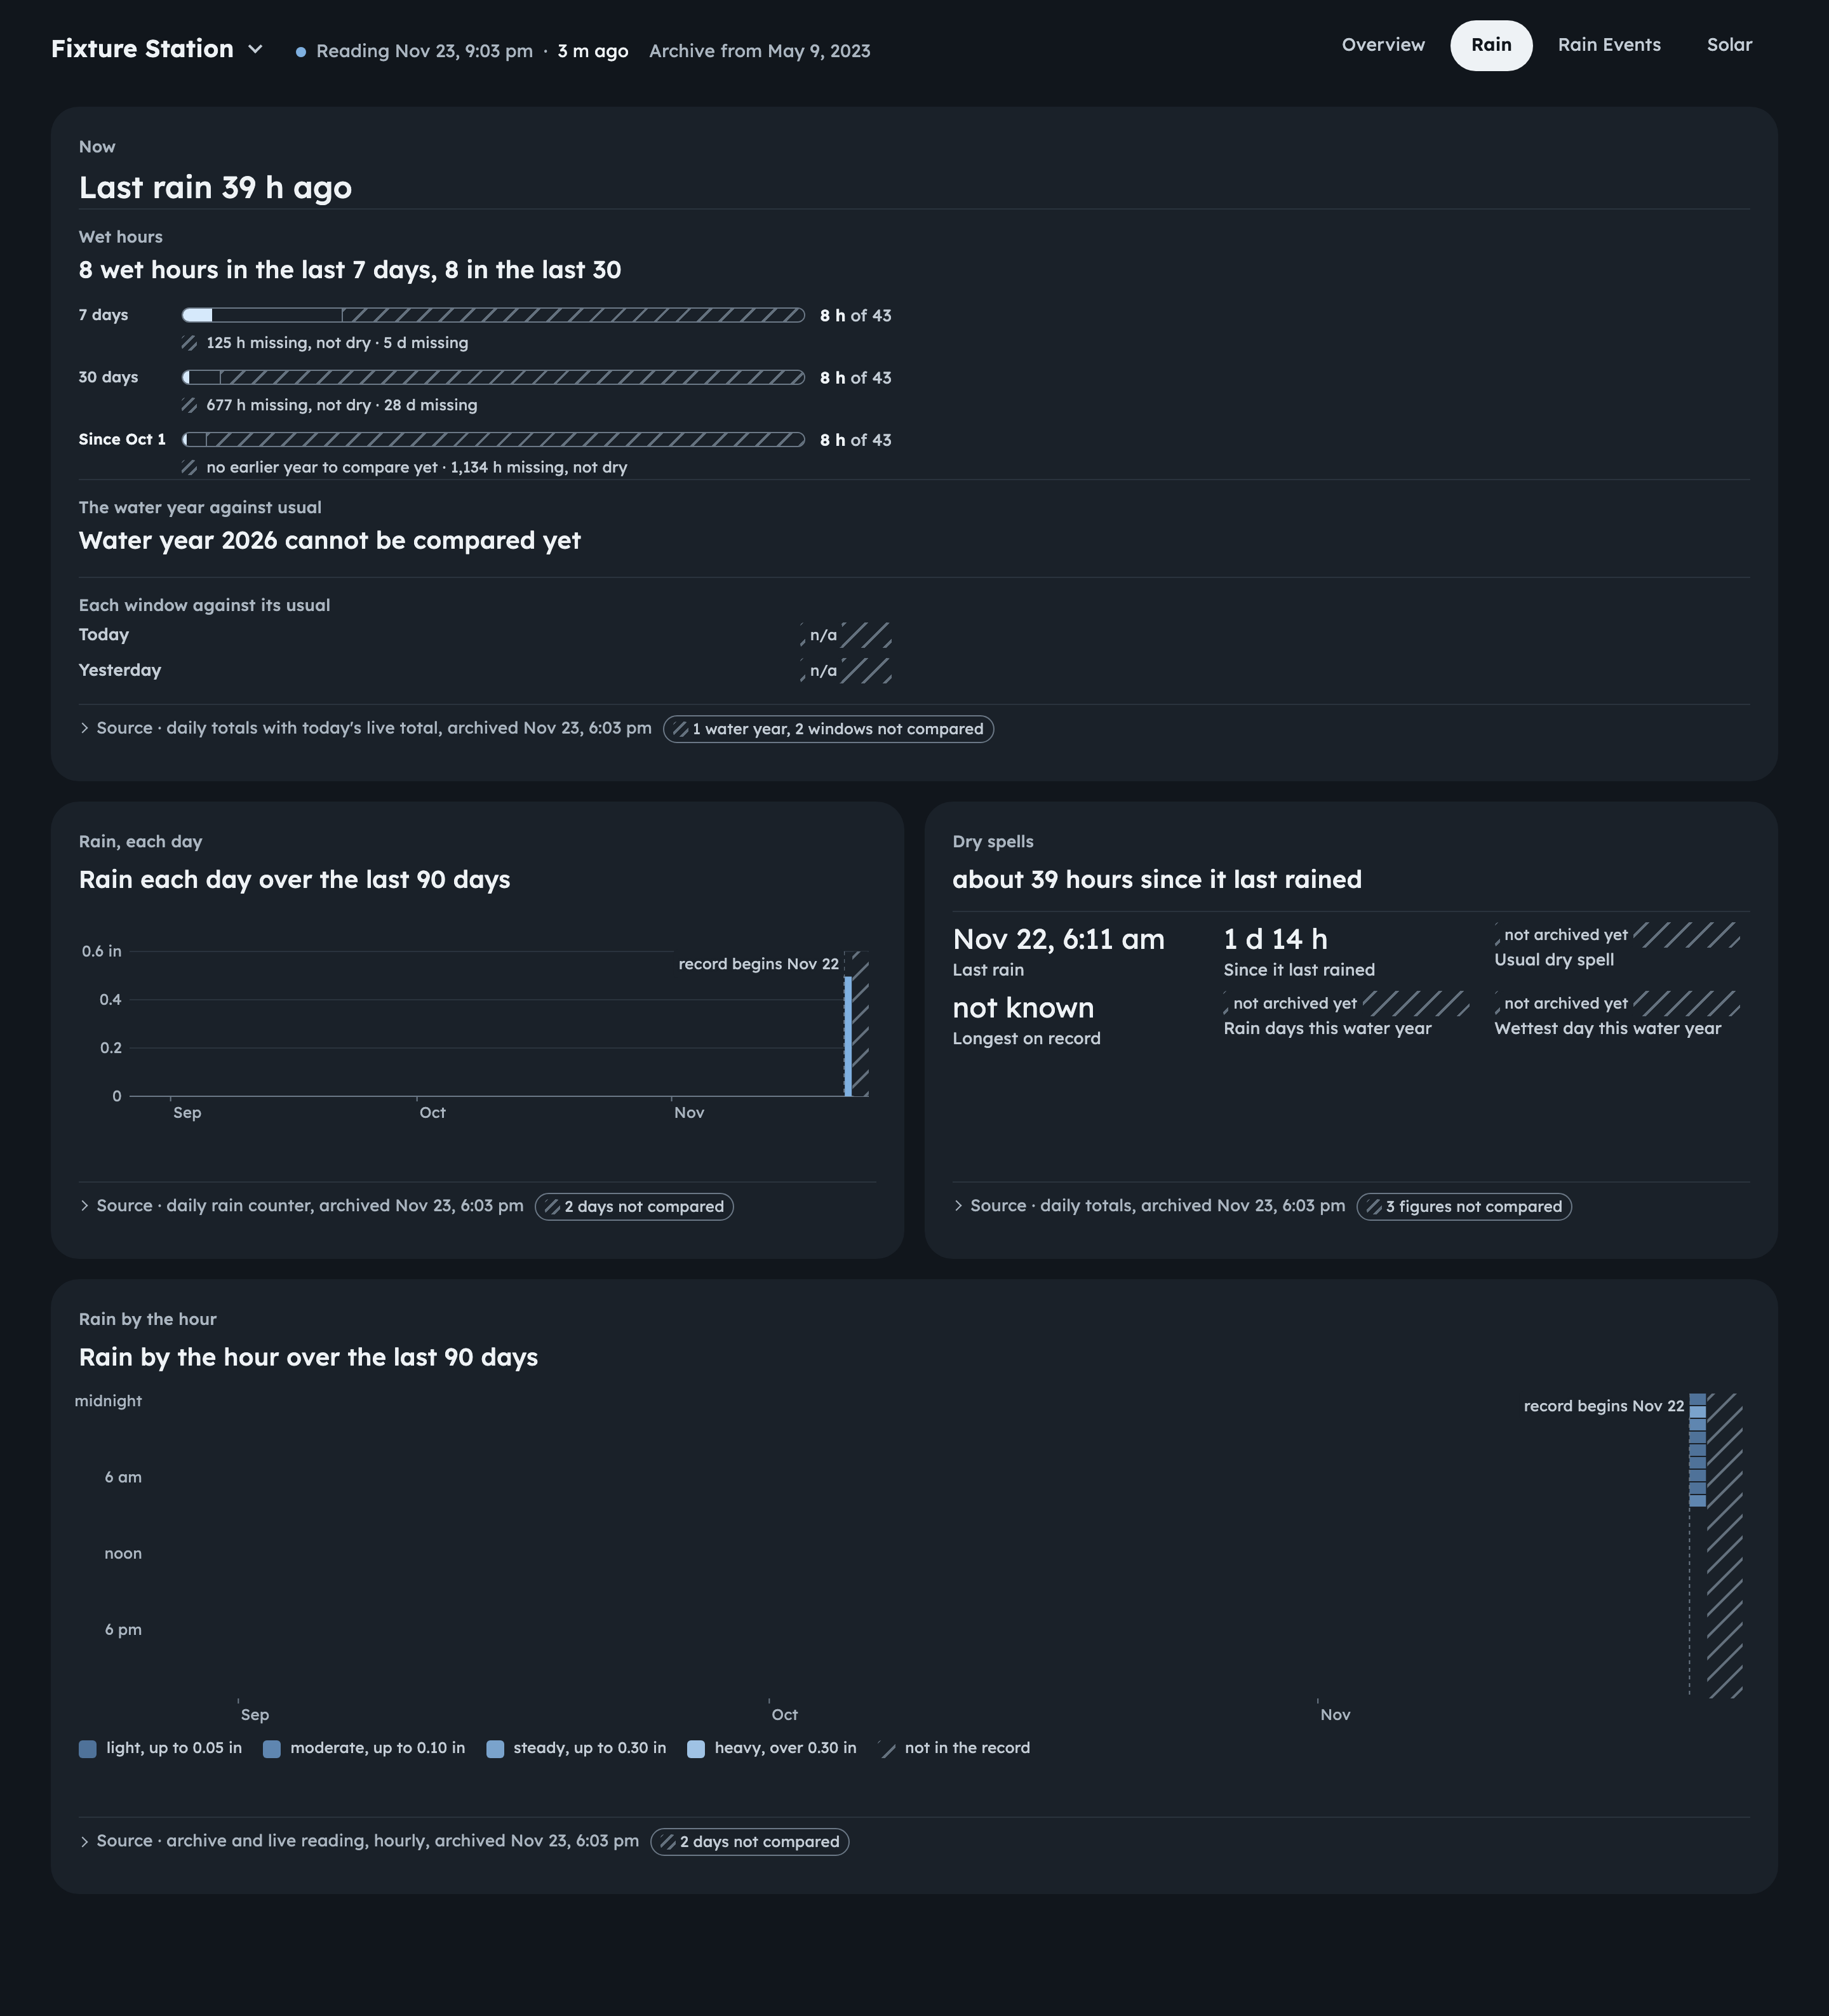 Fixture Station
Reading Nov 23, 9:03 pm · 3 m ago Archive from May 9, 2023
Overview Rain Rain Events Solar
Now
Last rain 39 h ago
Wet hours
8 wet hours in the last 7 days, 8 in the last 30
7 days 8 h of 43
125 h missing, not dry · 5 d missing
30 days 8 h of 43
677 h missing, not dry · 28 d missing
Since Oct 1 8 h of 43
no earlier year to compare yet · 1,134 h missing, not dry
The water year against usual
Water year 2026 cannot be compared yet
Each window against its usual
Today n/a
Yesterday n/a
Source · daily totals with today's live total, archived Nov 23, 6:03 pm 1 water year, 2 windows not compared
Rain, each day
Rain each day over the last 90 days
0.6 in
record begins Nov 22
0.4
0.2
0
Sep Oct Nov
Source · daily rain counter, archived Nov 23, 6:03 pm 2 days not compared
Dry spells
about 39 hours since it last rained
Nov 22, 6:11 am
Last rain
1 d 14 h
Since it last rained
not archived yet
Usual dry spell
not known
Longest on record
not archived yet
Rain days this water year
not archived yet
Wettest day this water year
Source · daily totals, archived Nov 23, 6:03 pm 3 figures not compared
Rain by the hour
Rain by the hour over the last 90 days
midnight
record begins Nov 22
6 am
noon
6 pm
Sep Oct Nov
light, up to 0.05 in moderate, up to 0.10 in steady, up to 0.30 in heavy, over 0.30 in not in the record
Source · archive and live reading, hourly, archived Nov 23, 6:03 pm 2 days not compared